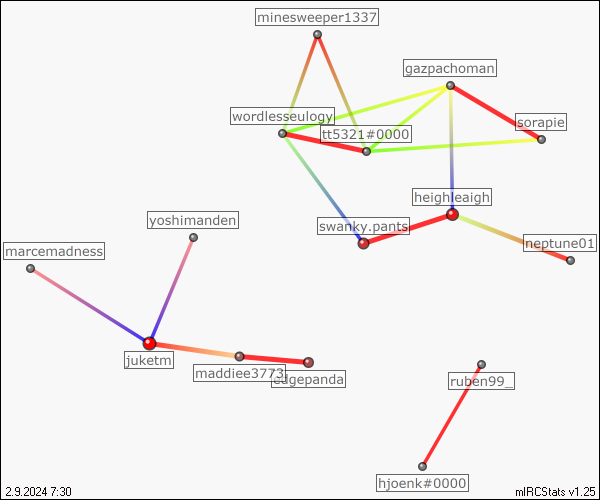 minesweeper1337
gazpachoman
wordlesseulogy
sorapie
tt5321#0000
heighleaigh
yoshimanden
swanky.pants
neptune01
marcemadness
juketm
maddiee3773
edgepanda
ruben99_
hjoenk#0000
2.9.2024 7:30
mIRCStats v1.25